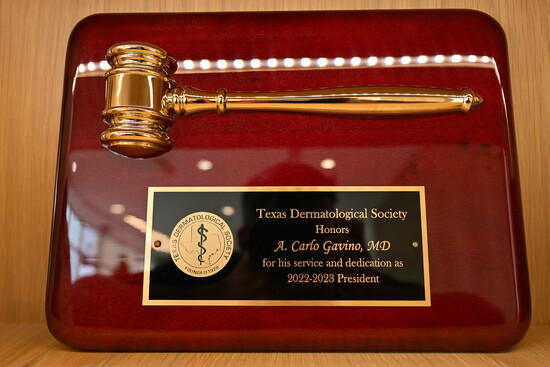 Texas Dermatological Society
Honors
A. Carlo Gavino, MD
for his service and dedication as
2022-2023 President
TEXAS DERMATOLOGICAL SOCIETY